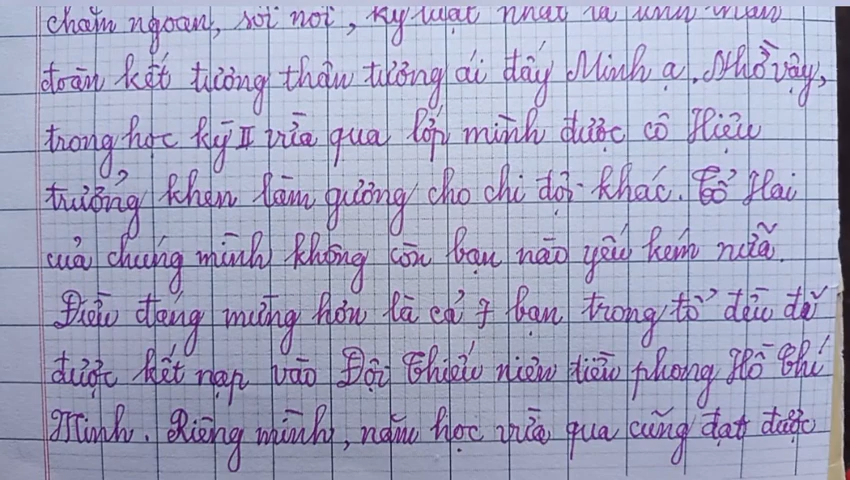 chăm ngoan, sôi nổi, kỷ luật nhất là tinh thần
đoàn kết tương thân tương ái đấy Minh ạ. Nhờ vậy,
trong học kỳ II vừa qua lớp mình được cô Hiệu
trưởng khen làm gương cho chi đội khác. Tổ Hai
của chúng mình không còn bạn nào yếu kém nữa.
Điều đáng mừng hơn là cả 7 bạn trong tổ đều đã
được kết nạp vào Đội Thiếu niên tiền phong Hồ Chí
Minh. Riêng mình, năm học vừa qua cũng đạt được